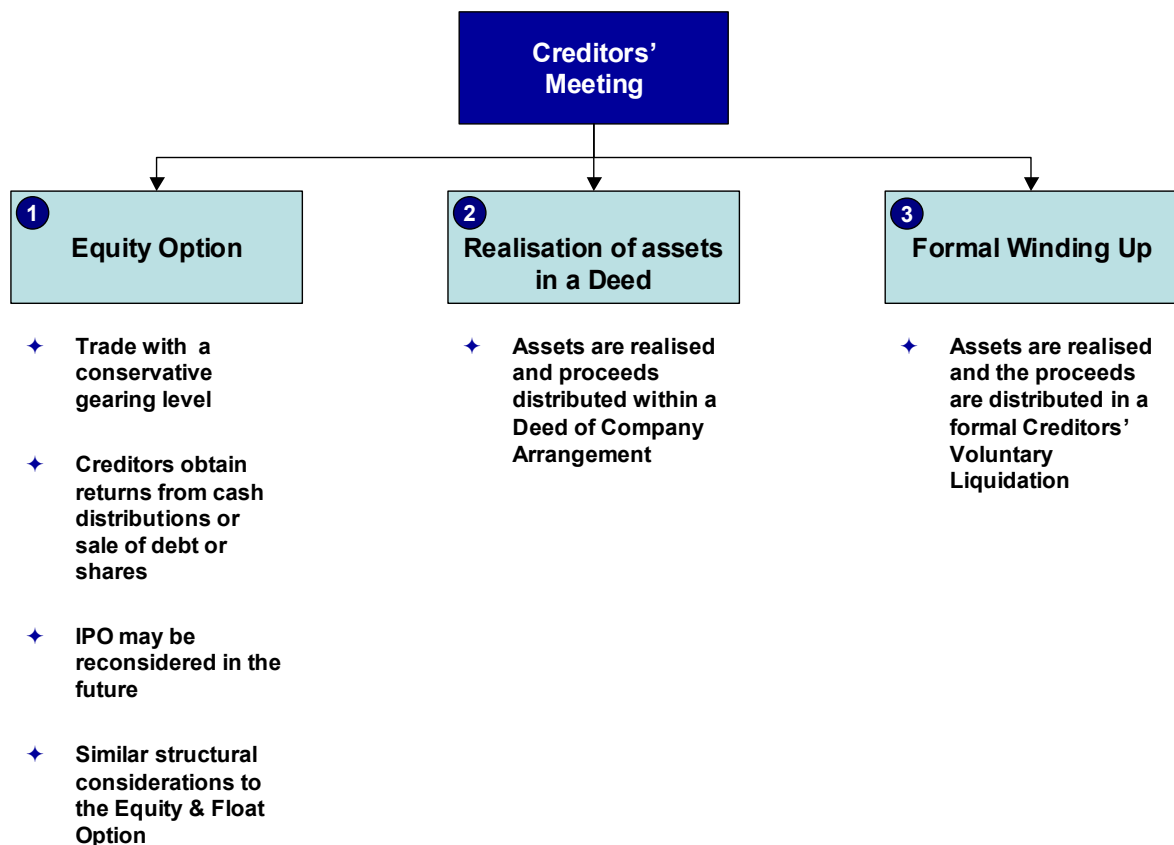 Creditors’
Meeting
1
Equity Option
Trade with a
conservative
gearing level
Creditors obtain
returns from cash
distributions or
sale of debt or
shares
IPO may be
reconsidered in the
future
Similar structural
considerations to
the Equity & Float
Option
2
Realisation of assets
in a Deed
Assets are realised
and proceeds
distributed within a
Deed of Company
Arrangement
3
Formal Winding Up
Assets are realised
and the proceeds
are distributed in a
formal Creditors’
Voluntary
Liquidation